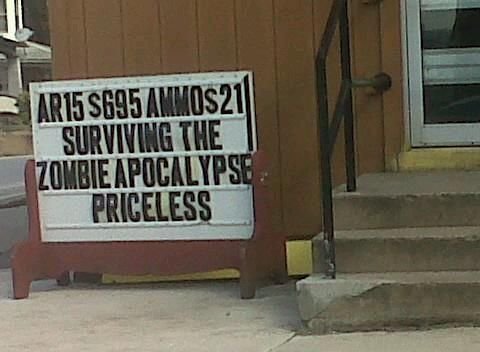 AR15 $695 AMMO $21
SURVIVING THE
ZOMBIE APOCALYPSE
PRICELESS